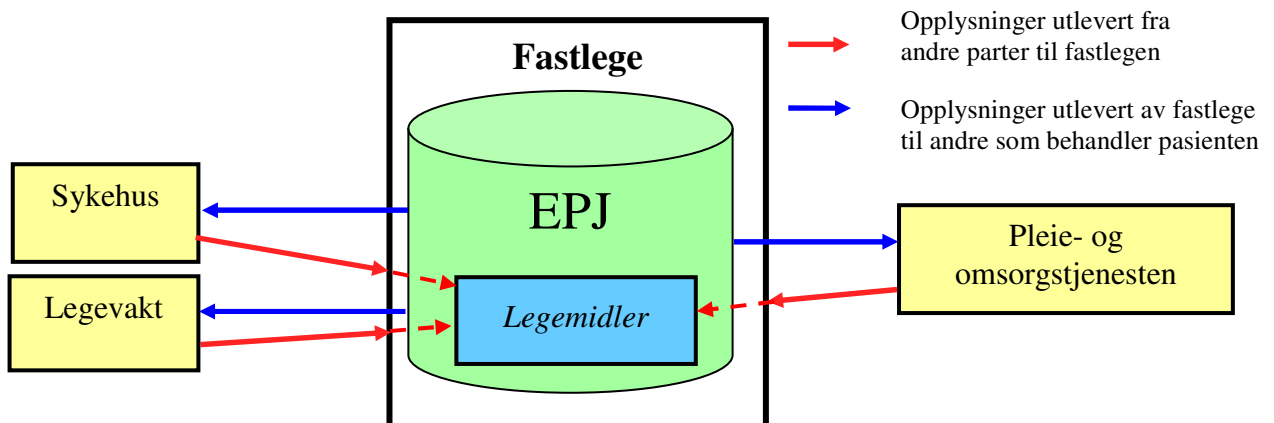 Opplysninger utlevert fra
andre parter til fastlegen
Fastlege
Opplysninger utlevert av fastlege
til andre som behandler pasienten
Sykehus
EPJ
Pleie- og
omsorgstjenesten
Legevakt
Legemidler